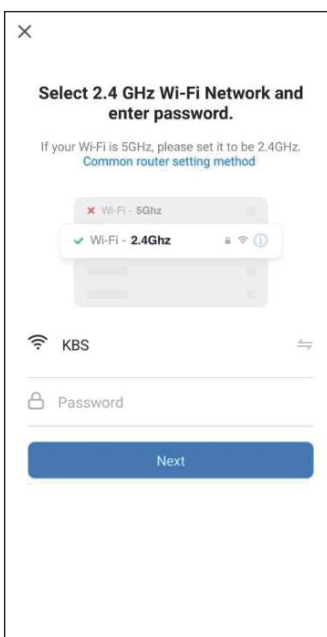 Select 2.4 GHz Wi-Fi Network and
enter password.
If your Wi-Fi is 5GHz, please set it to be 2.4GHz.
Common router setting method
Wi-Fi - 5Ghz
Wi-Fi - 2.4Ghz
KBS
Password
Next